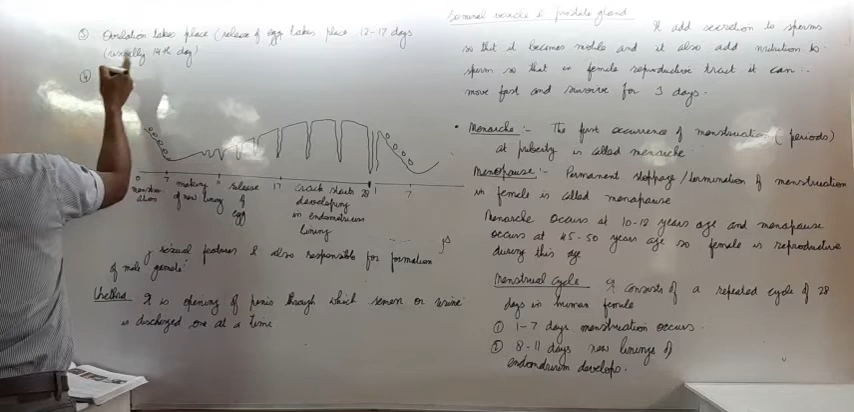 ③ Ovulation takes place (release of egg takes place 12-17 days
(usually 14th day)
④
0 7 11 17 28 1 7
menstruation
making of new lining
release of egg
crack starts developing in endometrium lining
sexual features & also responsible for formation
of male gamete
Urethra It is opening of penis through which semen or urine
is discharged one at a time
Seminal vesicle & prostate gland
It add secretion to sperms
so that it becomes motile and it also add nutrition to
sperm so that in female reproductive tract it can
move fast and survive for 3 days.
• Menarche :- The first occurrence of menstruation (periods)
at puberty is called menarche
Menopause :- Permanent stoppage/termination of menstruation
in female is called menopause
Menarche occurs at 10-12 years age and menopause
occurs at 45-50 years age so female is reproductive
during this age
Menstrual Cycle It consists of a repeated cycle of 28
days in human female
① 1-7 days menstruation occurs.
② 8-11 days new linings of
develops.